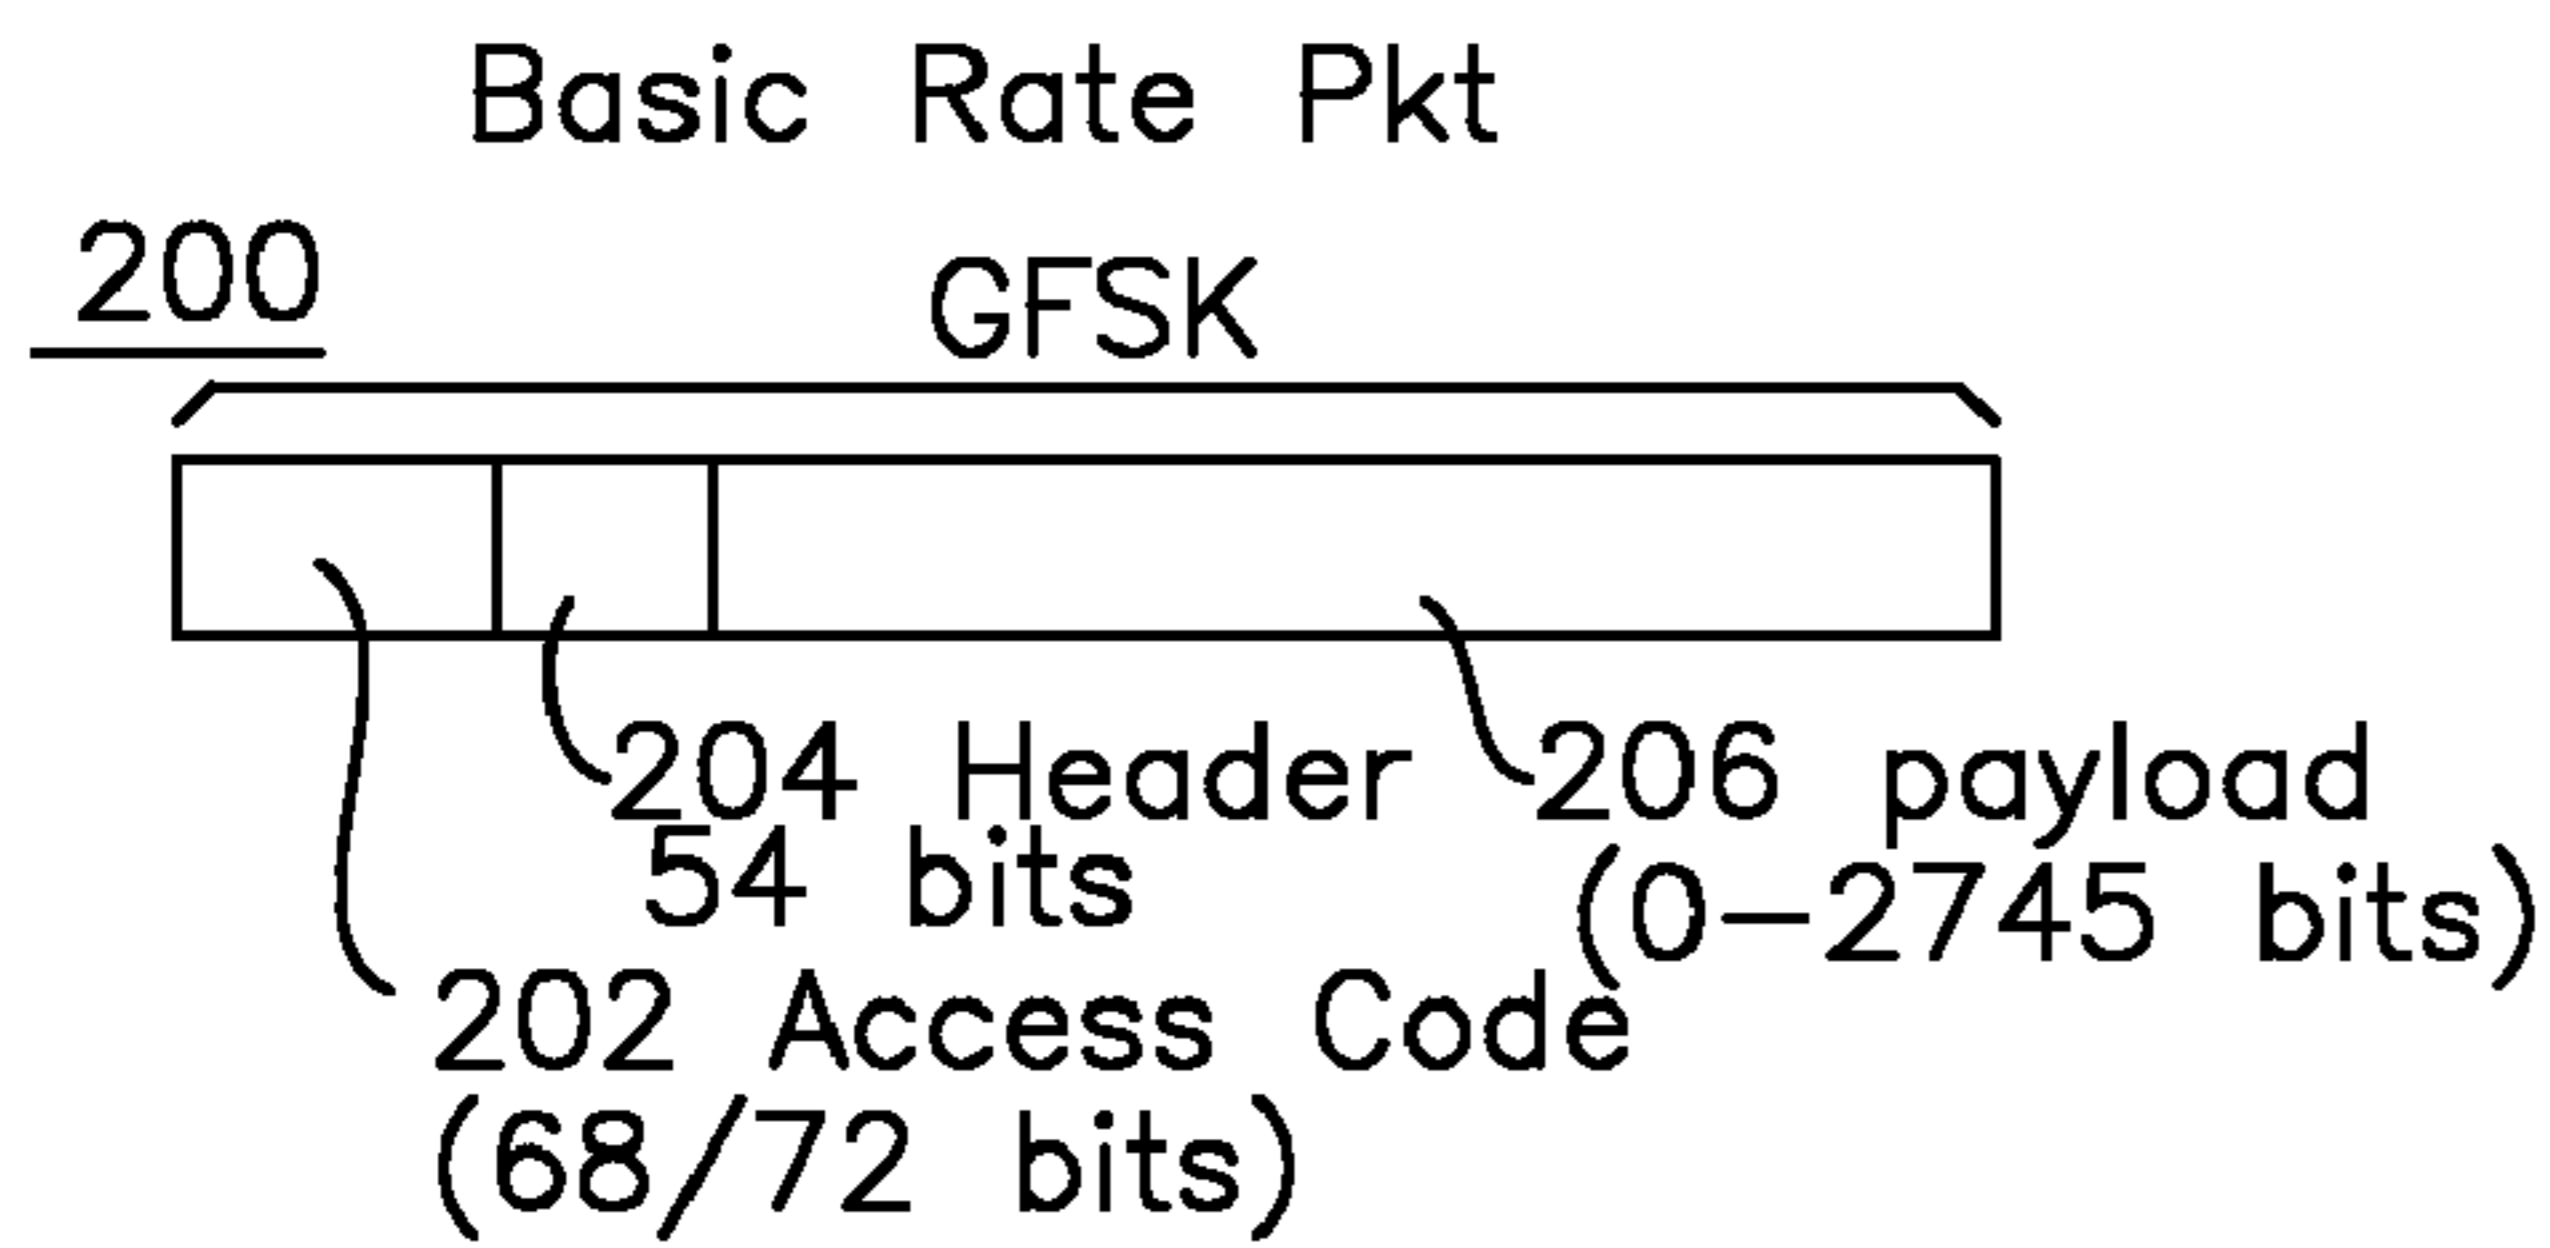 Basic Rate Pkt
200
GFSK
204 Header
54 bits
206 payload
(0-2745 bits)
202 Access Code
(68/72 bits)